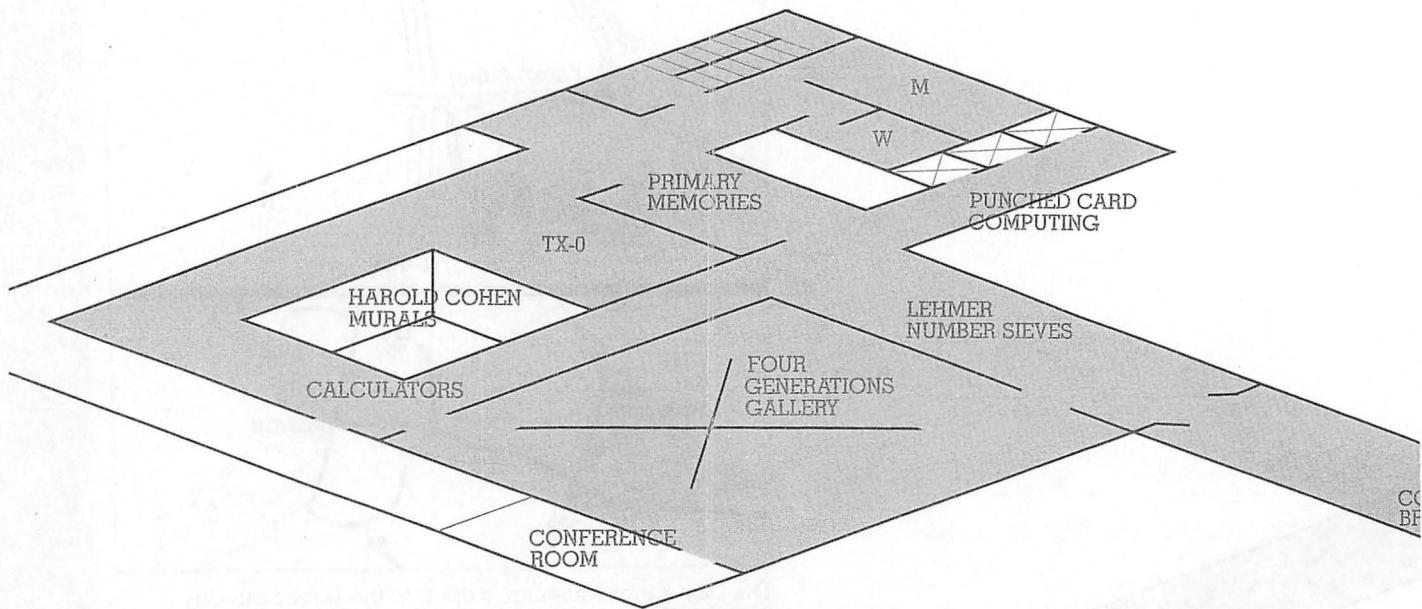 M
W
PRIMARY
MEMORIES
PUNCHED CARD
COMPUTING
TX-0
HAROLD COHEN
MURALS
LEHMER
NUMBER SIEVES
CALCULATORS
FOUR
GENERATIONS
GALLERY
CONFERENCE
ROOM